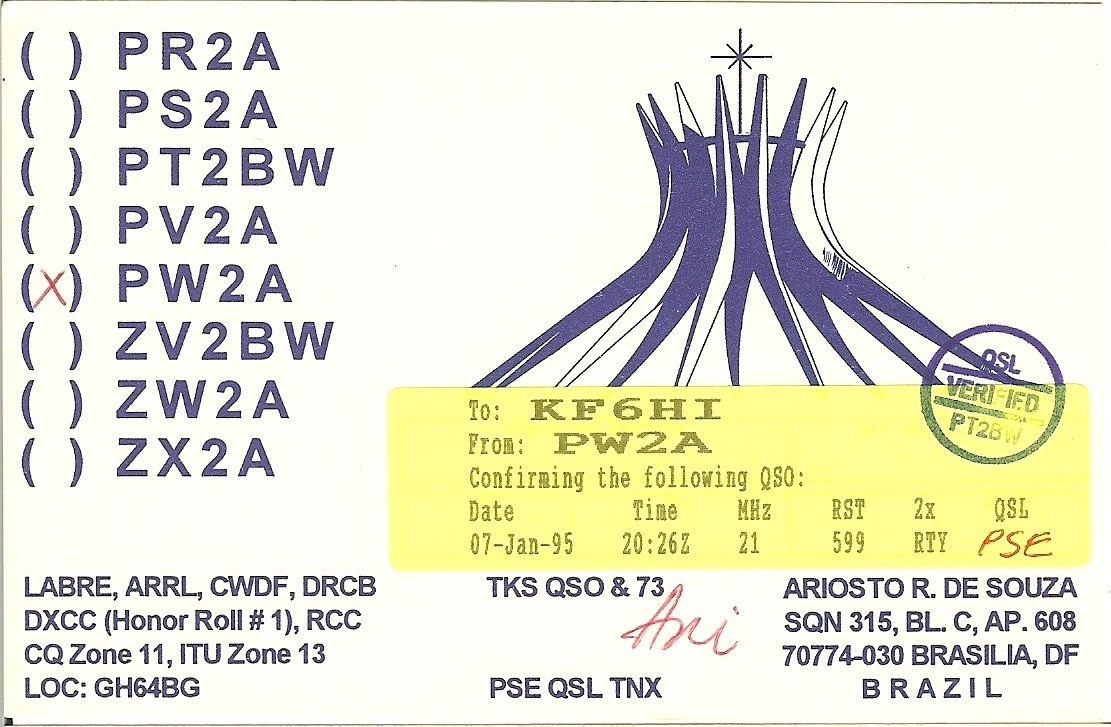 ( ) PR2A
( ) PS2A
( ) PT2BW
( ) PV2A
(X) PW2A
( ) ZV2BW
( ) ZW2A
( ) ZX2A
QSL
VERIFIED
PT2BW
To: KF6HI
From: PW2A
Confirming the following QSO:
Date Time MHz RST 2x QSL
07-Jan-95 20:26Z 21 599 RTY PSE
LABRE, ARRL, CWDF, DRCB
DXCC (Honor Roll # 1), RCC
CQ Zone 11, ITU Zone 13
LOC: GH64BG
TKS QSO & 73
Ari
PSE QSL TNX
ARIOSTO R. DE SOUZA
SQN 315, BL. C, AP. 608
70774-030 BRASILIA, DF
BRAZIL